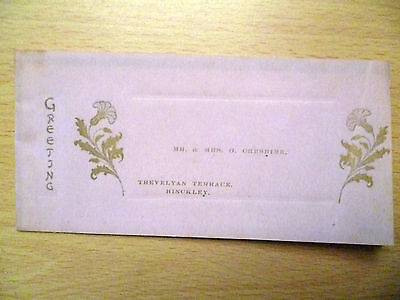 GREETING
MR. & MRS. G. CHESHIRE.
TREVELYAN TERRACE,
HINCKLEY.